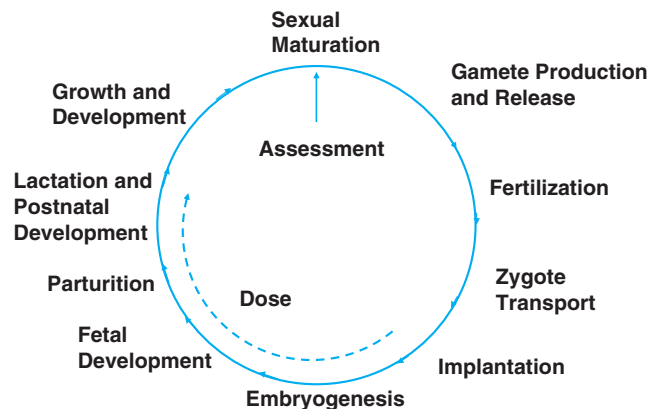 Sexual
Maturation
Gamete Production
and Release
Growth and
Development
Assessment
Lactation and
Postnatal
Development
Fertilization
Parturition
Dose
Zygote
Transport
Fetal
Development
Implantation
Embryogenesis